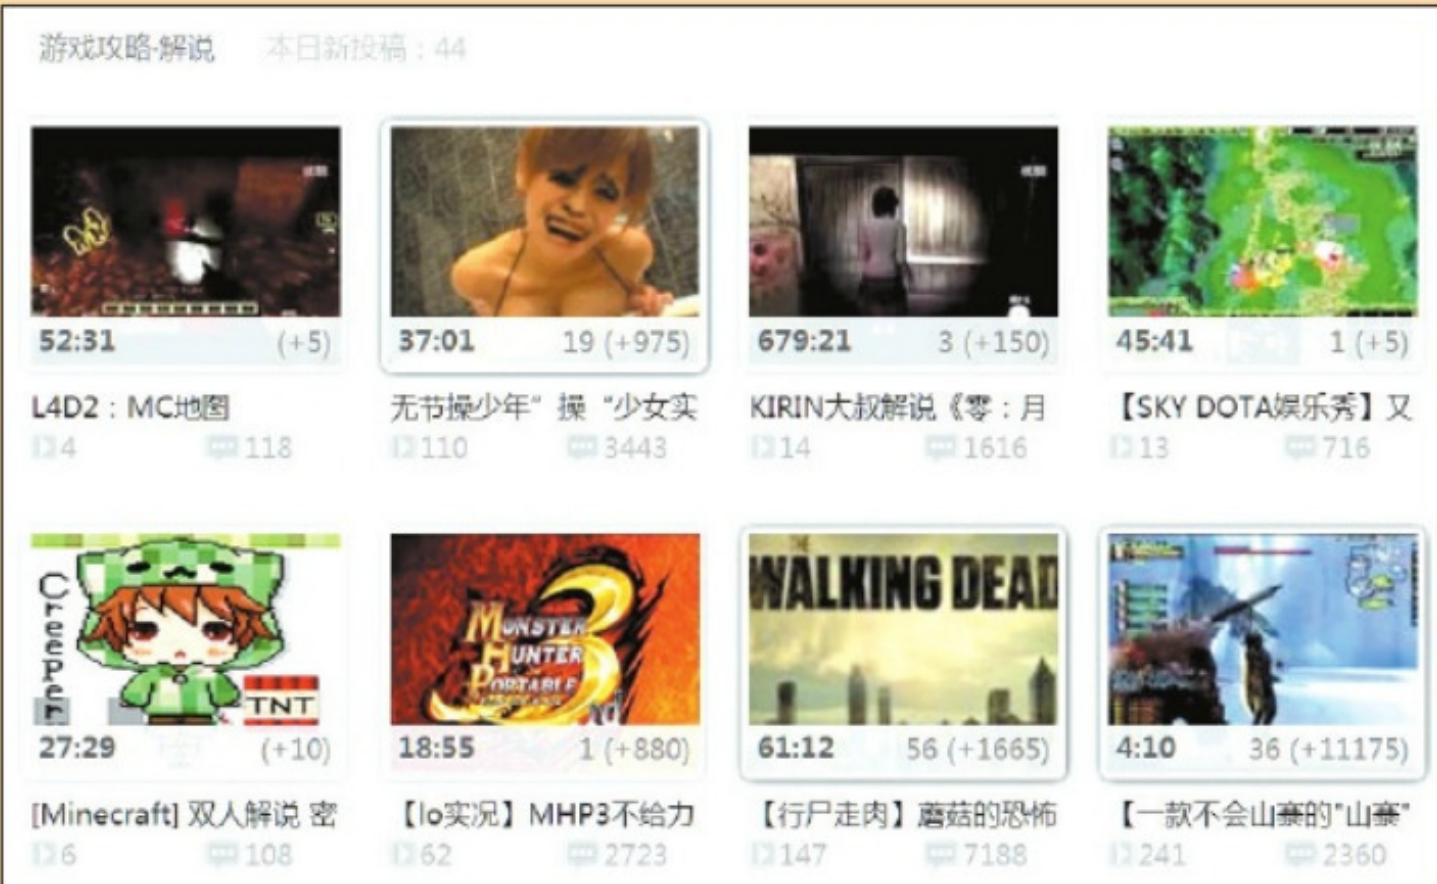 游戏攻略·解说 本日新投稿：44
52:31 (+5)
37:01 19 (+975)
679:21 3 (+150)
45:41 1 (+5)
L4D2：MC地图
无节操少年”操“少女实
KIRIN大叔解说《零：月
【SKY DOTA娱乐秀】又
4 118
110 3443
14 1616
13 716
Creeper
TNT
MONSTER
HUNTER
PORTABLE
3rd
WALKING DEAD
27:29 (+10)
18:55 1 (+880)
61:12 56 (+1665)
4:10 36 (+11175)
[Minecraft] 双人解说 密
【lo实况】MHP3不给力
【行尸走肉】蘑菇的恐怖
【一款不会山寨的"山寨"
6 108
62 2723
147 7188
241 2360